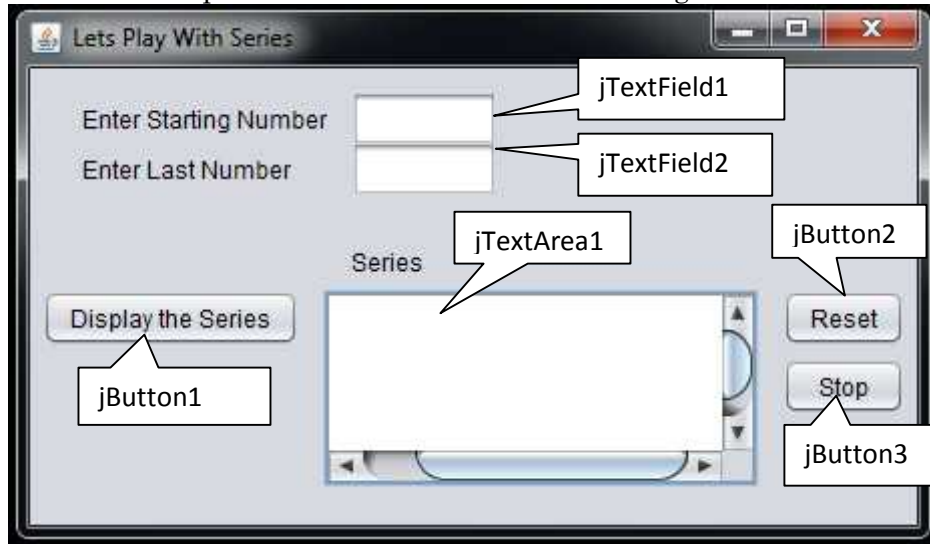 Lets Play With Series
jTextField1
Enter Starting Number
jTextField2
Enter Last Number
jTextArea1
jButton2
Series
Display the Series
Reset
jButton1
Stop
jButton3